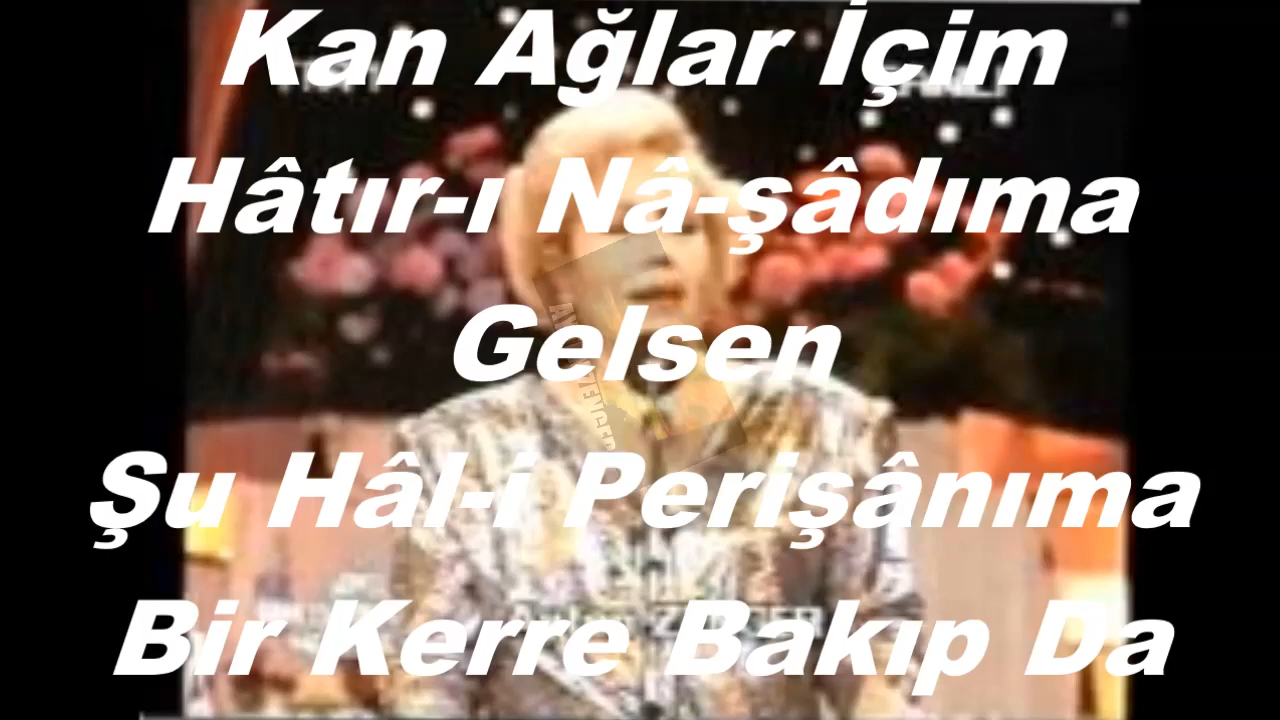 Kan Ağlar İçim
Hâtır-ı Nâ-şâdıma
Gelsen
Şu Hâl-i Perişânıma
Bir Kerre Bakıp Da